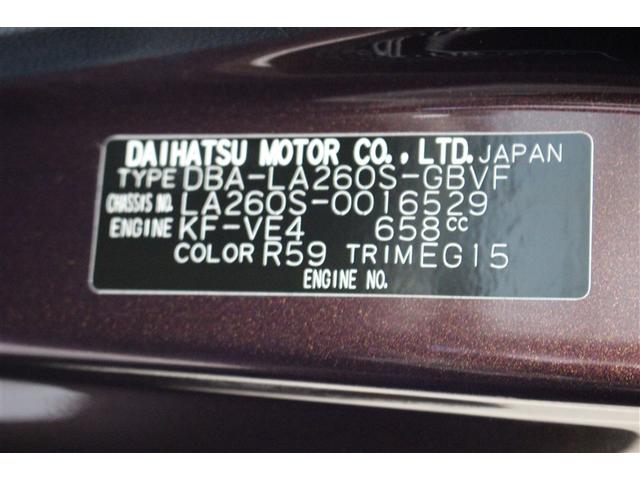 DAIHATSU MOTOR CO., LTD. JAPAN
TYPE DBA-LA260S-GBVF
CHASSIS NO. LA260S-0016529
ENGINE KF-VE4 658cc
COLOR R59 TRIM EG15
ENGINE NO.